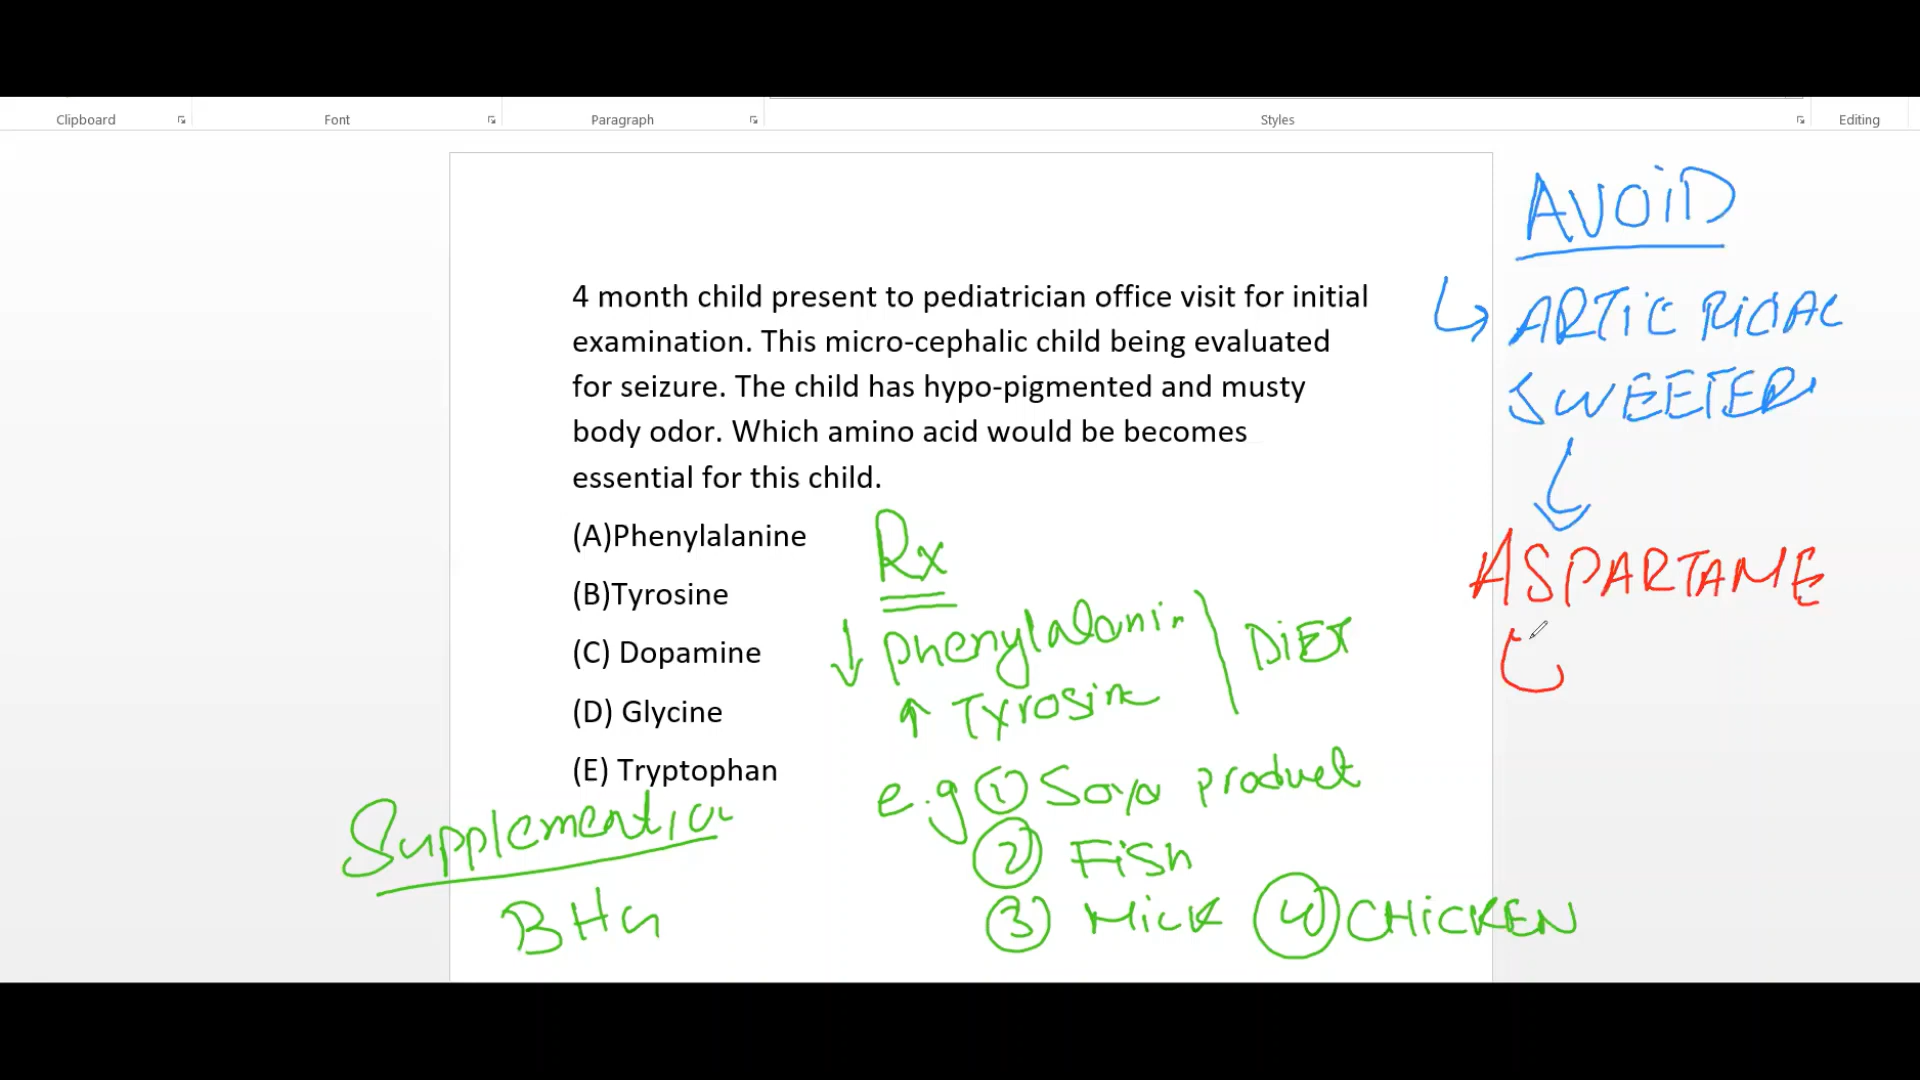 Clipboard
Font
Paragraph
Styles
Editing
4 month child present to pediatrician office visit for initial
examination. This micro-cephalic child being evaluated
for seizure. The child has hypo-pigmented and musty
body odor. Which amino acid would be becomes
essential for this child.
(A)Phenylalanine
(B)Tyrosine
(C) Dopamine
(D) Glycine
(E) Tryptophan
Rx
↓ phenylalanin
↑ Tyrosine
DiET
e.g ① Soya product
② Fish
③ Milk ④ CHiCKEN
Supplemention
BH4
AVOiD
↳ ARTiC RiCiAL
SWEETER
↓
ASPARTAME